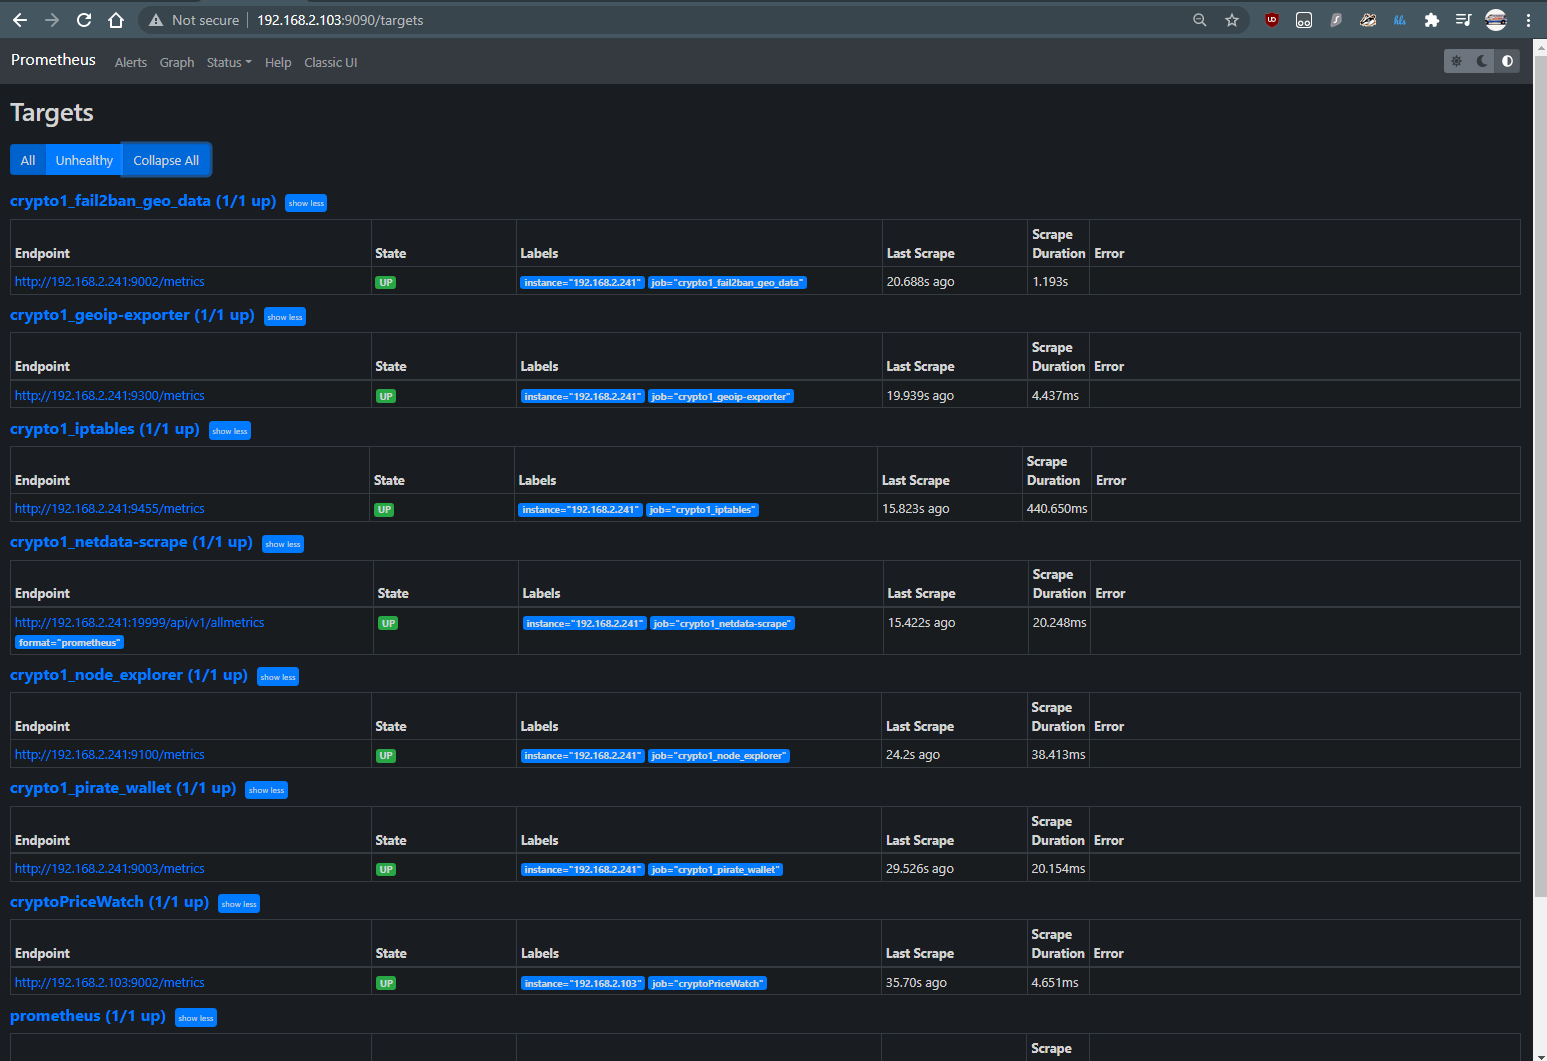 Not secure 192.168.2.103:9090/targets
Prometheus Alerts Graph Status Help Classic UI
Targets
All Unhealthy Collapse All
crypto1_fail2ban_geo_data (1/1 up) show less
Endpoint State Labels Last Scrape Scrape Duration Error
http://192.168.2.241:9002/metrics UP instance="192.168.2.241" job="crypto1_fail2ban_geo_data" 20.688s ago 1.193s
crypto1_geoip-exporter (1/1 up) show less
Endpoint State Labels Last Scrape Scrape Duration Error
http://192.168.2.241:9300/metrics UP instance="192.168.2.241" job="crypto1_geoip-exporter" 19.939s ago 4.437ms
crypto1_iptables (1/1 up) show less
Endpoint State Labels Last Scrape Scrape Duration Error
http://192.168.2.241:9455/metrics UP instance="192.168.2.241" job="crypto1_iptables" 15.823s ago 440.650ms
crypto1_netdata-scrape (1/1 up) show less
Endpoint State Labels Last Scrape Scrape Duration Error
http://192.168.2.241:19999/api/v1/allmetrics UP instance="192.168.2.241" job="crypto1_netdata-scrape" 15.422s ago 20.248ms
format="prometheus"
crypto1_node_explorer (1/1 up) show less
Endpoint State Labels Last Scrape Scrape Duration Error
http://192.168.2.241:9100/metrics UP instance="192.168.2.241" job="crypto1_node_explorer" 24.2s ago 38.413ms
crypto1_pirate_wallet (1/1 up) show less
Endpoint State Labels Last Scrape Scrape Duration Error
http://192.168.2.241:9003/metrics UP instance="192.168.2.241" job="crypto1_pirate_wallet" 29.526s ago 20.154ms
cryptoPriceWatch (1/1 up) show less
Endpoint State Labels Last Scrape Scrape Duration Error
http://192.168.2.103:9002/metrics UP instance="192.168.2.103" job="cryptoPriceWatch" 35.70s ago 4.651ms
prometheus (1/1 up) show less
Scrape